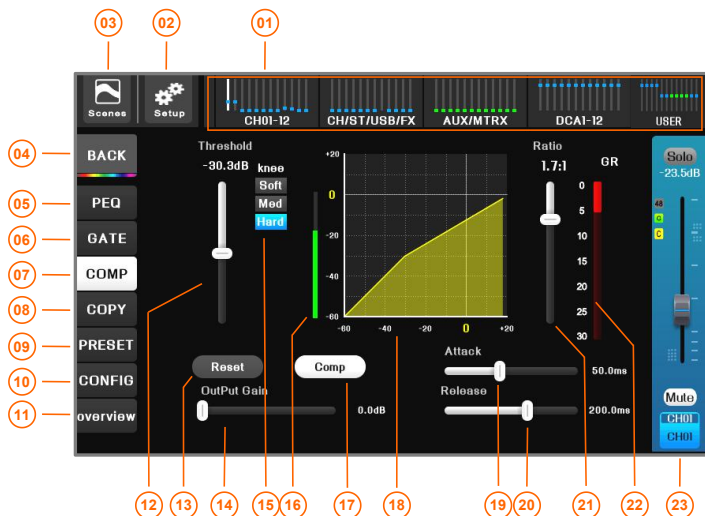 03
02
01
Scenes
Setup
CH01-12
CH/ST/USB/FX
AUX/MTRX
DCA1-12
USER
04
BACK
Threshold
-30.3dB
knee
Soft
Med
Hard
+20
0
-20
-40
-60
-60
-40
-20
0
+20
Ratio
1.7:1
GR
0
5
10
15
20
25
30
Solo
-23.5dB
48
G
C
05
PEQ
06
GATE
07
COMP
08
COPY
09
PRESET
10
CONFIG
11
overview
Reset
Comp
OutPut Gain
0.0dB
Attack
50.0ms
Release
200.0ms
Mute
CH01
CH01
12
13
14
15
16
17
18
19
20
21
22
23